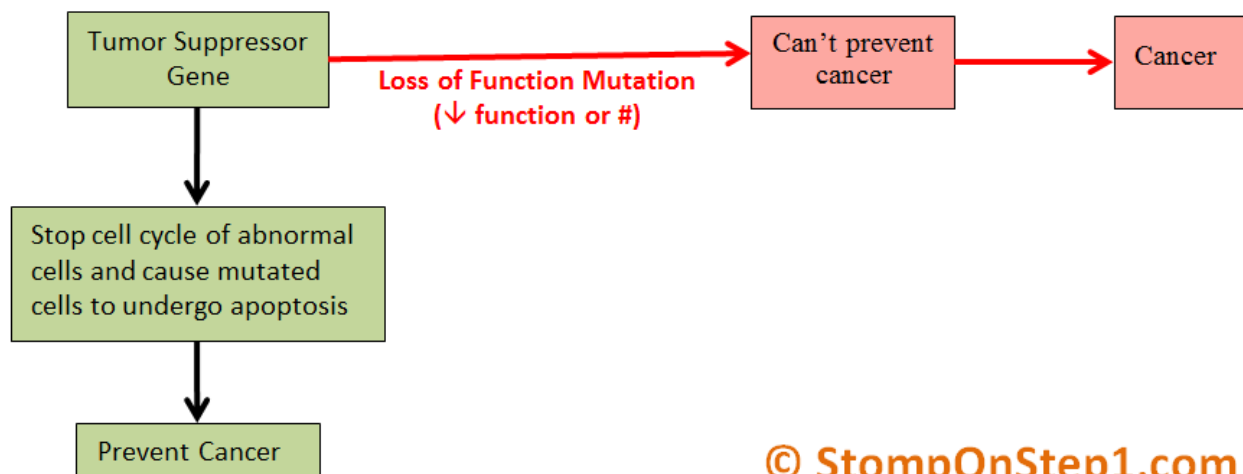 Tumor Suppressor
Gene
Loss of Function Mutation
(↓ function or #)
Can't prevent
cancer
Cancer
Stop cell cycle of abnormal
cells and cause mutated
cells to undergo apoptosis
Prevent Cancer
© StompOnStep1.com